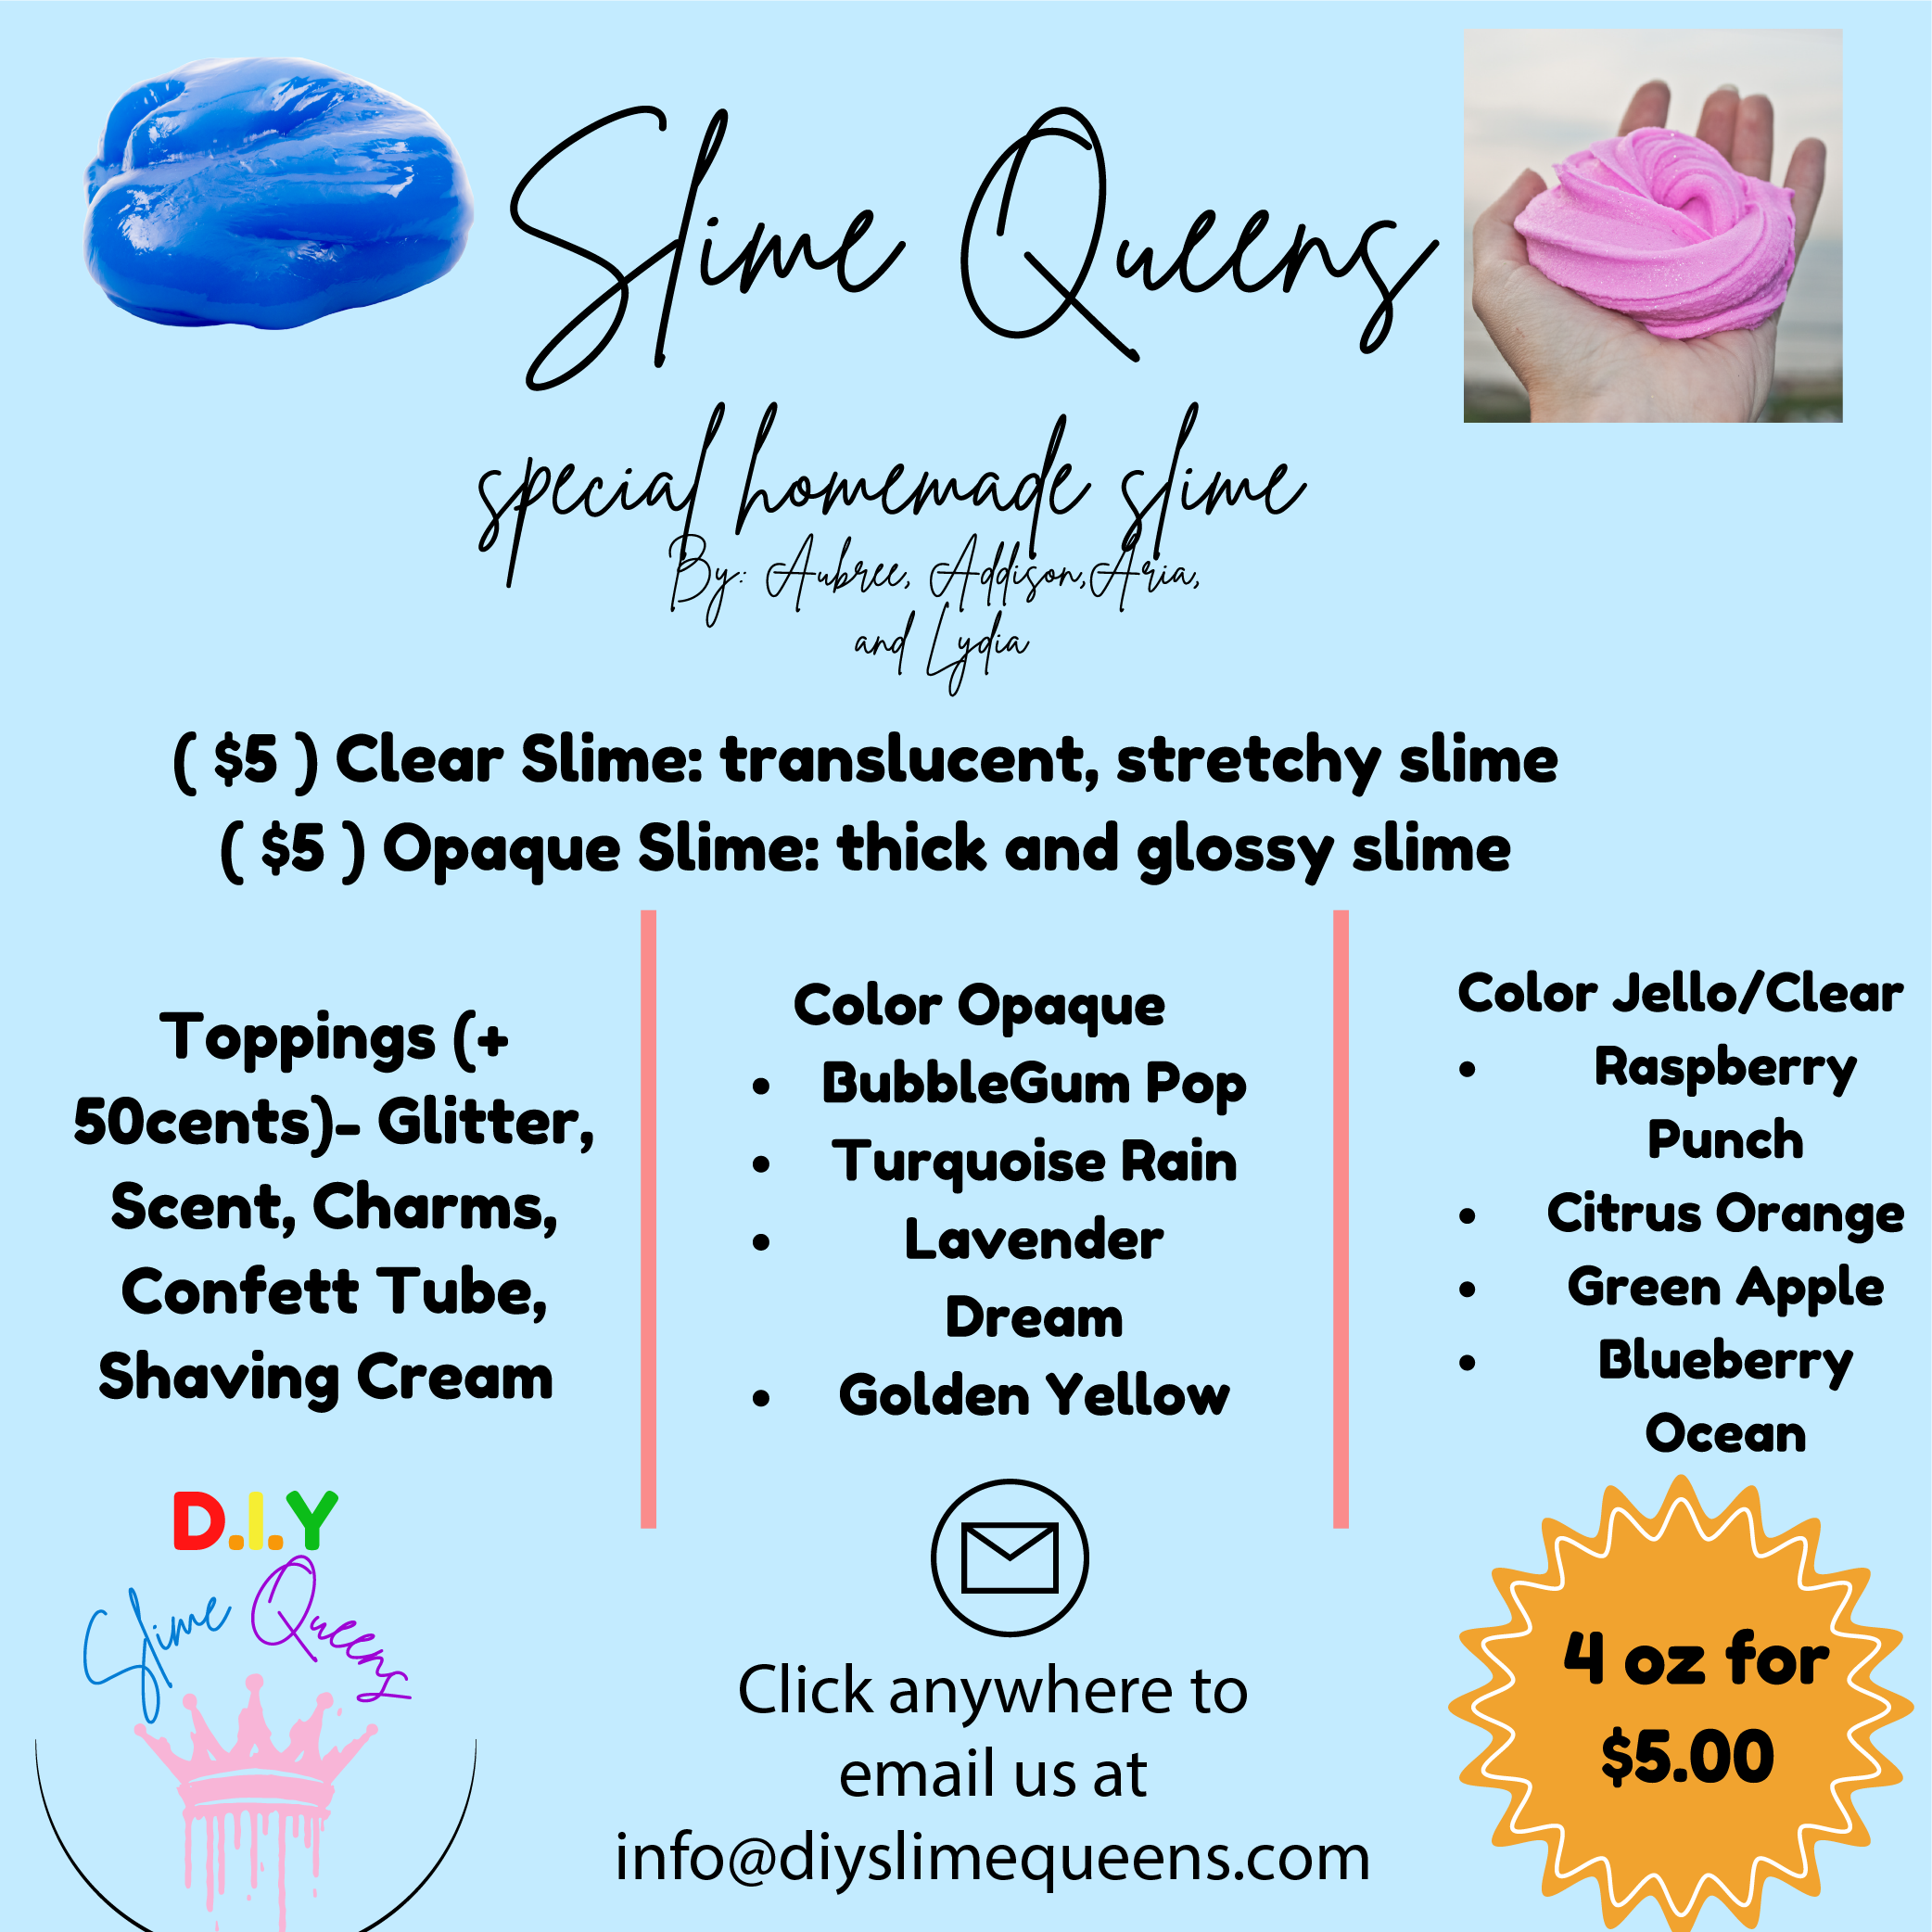 Slime Queens
special homemade slime
By: Aubree, Addison,Aria,
and Lydia
( $5 ) Clear Slime: translucent, stretchy slime
( $5 ) Opaque Slime: thick and glossy slime
Toppings (+
50cents)- Glitter,
Scent, Charms,
Confett Tube,
Shaving Cream
Color Opaque
• BubbleGum Pop
• Turquoise Rain
• Lavender
Dream
• Golden Yellow
Color Jello/Clear
• Raspberry
Punch
• Citrus Orange
• Green Apple
• Blueberry
Ocean
D.I.Y
Slime Queens
Click anywhere to
email us at
info@diyslimequeens.com
4 oz for
$5.00